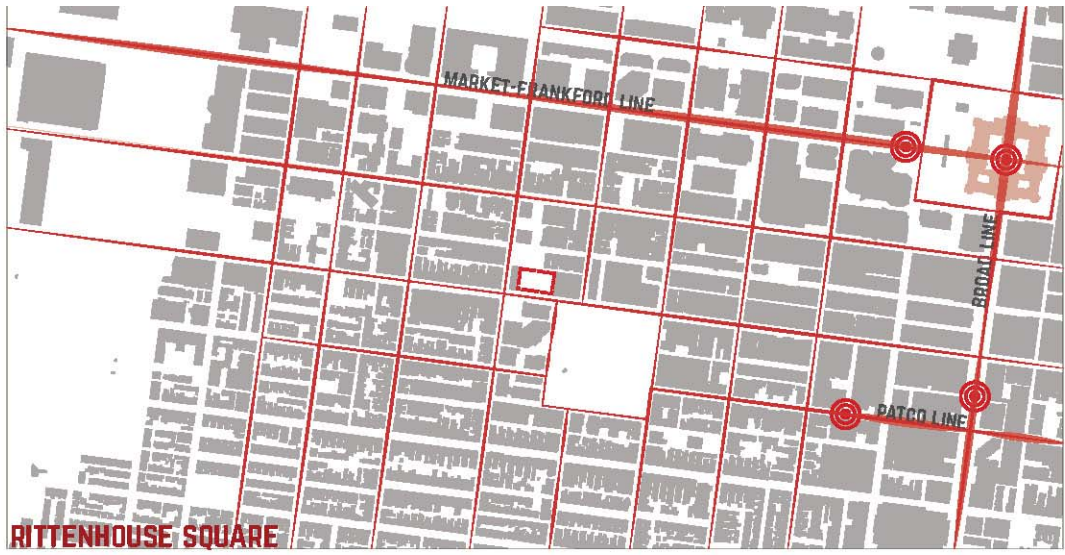 MARKET-FRANKFORD LINE
BROAD LINE
PATCO LINE
RITTENHOUSE SQUARE